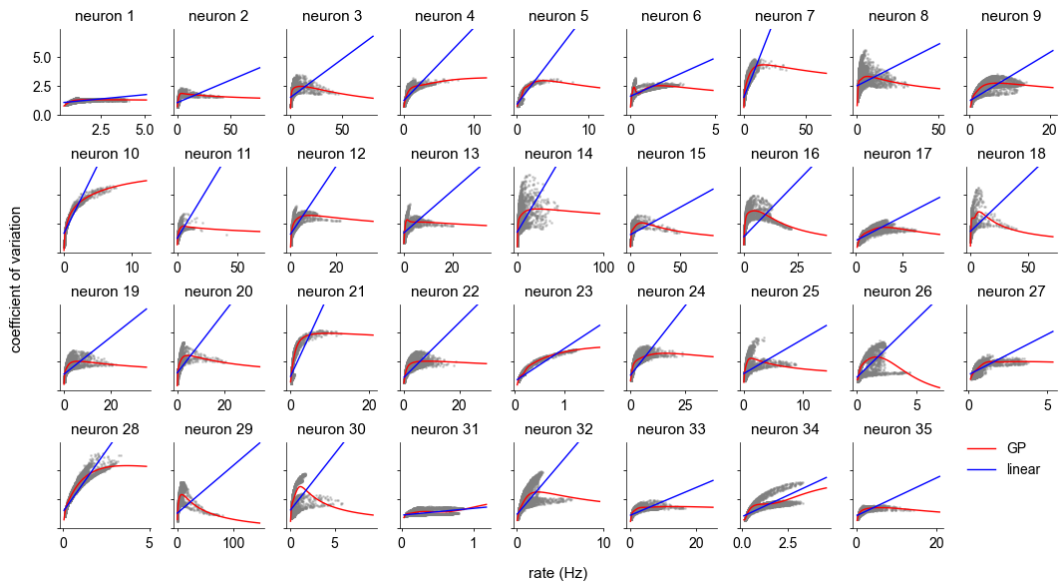 neuron 1 neuron 2 neuron 3 neuron 4 neuron 5 neuron 6 neuron 7 neuron 8 neuron 9
5.0
2.5
0.0
2.5 5.0 0 50 0 50 0 10 0 10 0 5 0 50 0 50 0 20
neuron 10 neuron 11 neuron 12 neuron 13 neuron 14 neuron 15 neuron 16 neuron 17 neuron 18
0 10 0 50 0 20 0 20 0 100 0 50 0 25 0 5 0 50
neuron 19 neuron 20 neuron 21 neuron 22 neuron 23 neuron 24 neuron 25 neuron 26 neuron 27
0 20 0 20 0 20 0 20 0 1 0 25 0 10 0 5 0 5
neuron 28 neuron 29 neuron 30 neuron 31 neuron 32 neuron 33 neuron 34 neuron 35
0 5 0 100 0 5 0 1 0 10 0 20 0.0 2.5 0 20
coefficient of variation
rate (Hz)
GP
linear